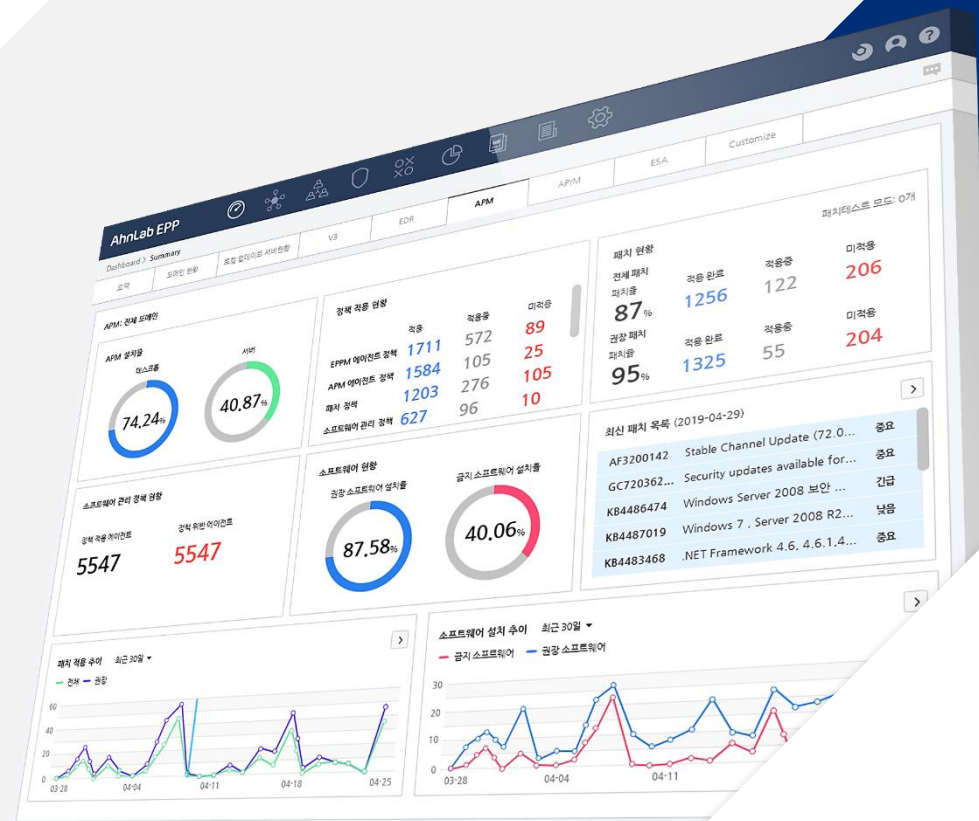 AhnLab EPP
Dashboard > Summary
요약
도메인 현황
로컬 업데이트 서버현황
V3
EDR
APM
APrM
ESA
Customize
APM: 전체 도메인
APM 설치율
데스크톱
서버
74.24%
40.87%
정책 적용 현황
적용 적용중 미적용
EPPM 에이전트 정책 1711 572 89
APM 에이전트 정책 1584 105 25
패치 정책 1203 276 105
소프트웨어 관리 정책 627 96 10
패치테스트 모드: 0개
패치 현황
전체 패치
패치율
87%
적용 완료
1256
적용중
122
미적용
206
권장 패치
패치율
95%
적용 완료
1325
적용중
55
미적용
204
소프트웨어 관리 정책 현황
정책 적용 에이전트
5547
정책 위반 에이전트
5547
소프트웨어 현황
권장 소프트웨어 설치율
87.58%
금지 소프트웨어 설치율
40.06%
최신 패치 목록 (2019-04-29)
AF3200142 Stable Channel Update (72.0... 중요
GC720362... Security updates available for... 중요
KB4486474 Windows Server 2008 보안 ... 긴급
KB4487019 Windows 7 , Server 2008 R2... 낮음
KB4483468 .NET Framework 4.6, 4.6.1,4... 중요
패치 적용 추이 최근 30일
전체 권장
60
40
20
0
03-28 04-04 04-11 04-18 04-25
소프트웨어 설치 추이 최근 30일
금지 소프트웨어 권장 소프트웨어
30
20
10
0
03-28 04-04 04-11